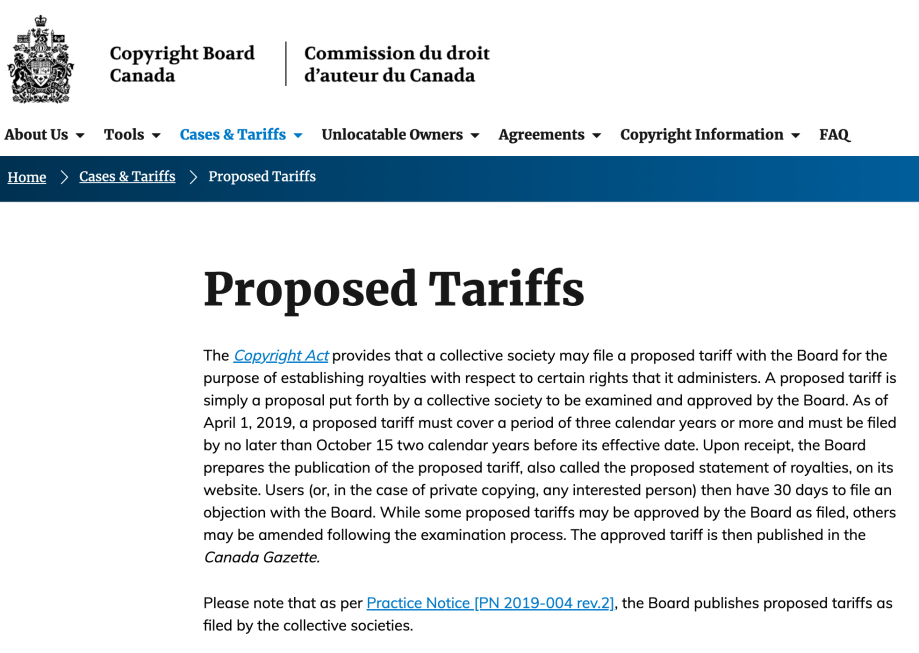 Copyright Board
Canada
Commission du droit
d'auteur du Canada
About Us
Tools
Cases & Tariffs
Unlocatable Owners
Agreements
Copyright Information
FAQ
Home
Cases & Tariffs
Proposed Tariffs
Proposed Tariffs
The Copyright Act provides that a collective society may file a proposed tariff with the Board for the
purpose of establishing royalties with respect to certain rights that it administers. A proposed tariff is
simply a proposal put forth by a collective society to be examined and approved by the Board. As of
April 1, 2019, a proposed tariff must cover a period of three calendar years or more and must be filed
by no later than October 15 two calendar years before its effective date. Upon receipt, the Board
prepares the publication of the proposed tariff, also called the proposed statement of royalties, on its
website. Users (or, in the case of private copying, any interested person) then have 30 days to file an
objection with the Board. While some proposed tariffs may be approved by the Board as filed, others
may be amended following the examination process. The approved tariff is then published in the
Canada Gazette.
Please note that as per Practice Notice [PN 2019-004 rev.2], the Board publishes proposed tariffs as
filed by the collective societies.